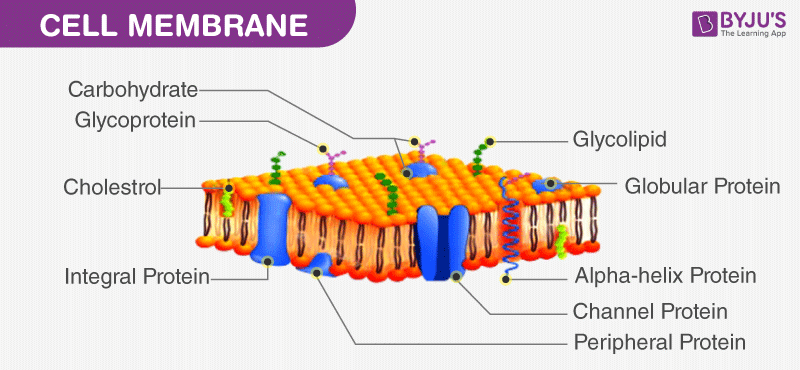 CELL MEMBRANE
BYJU'S
The Learning App
Carbohydrate
Glycoprotein
Cholestrol
Integral Protein
Glycolipid
Globular Protein
Alpha-helix Protein
Channel Protein
Peripheral Protein